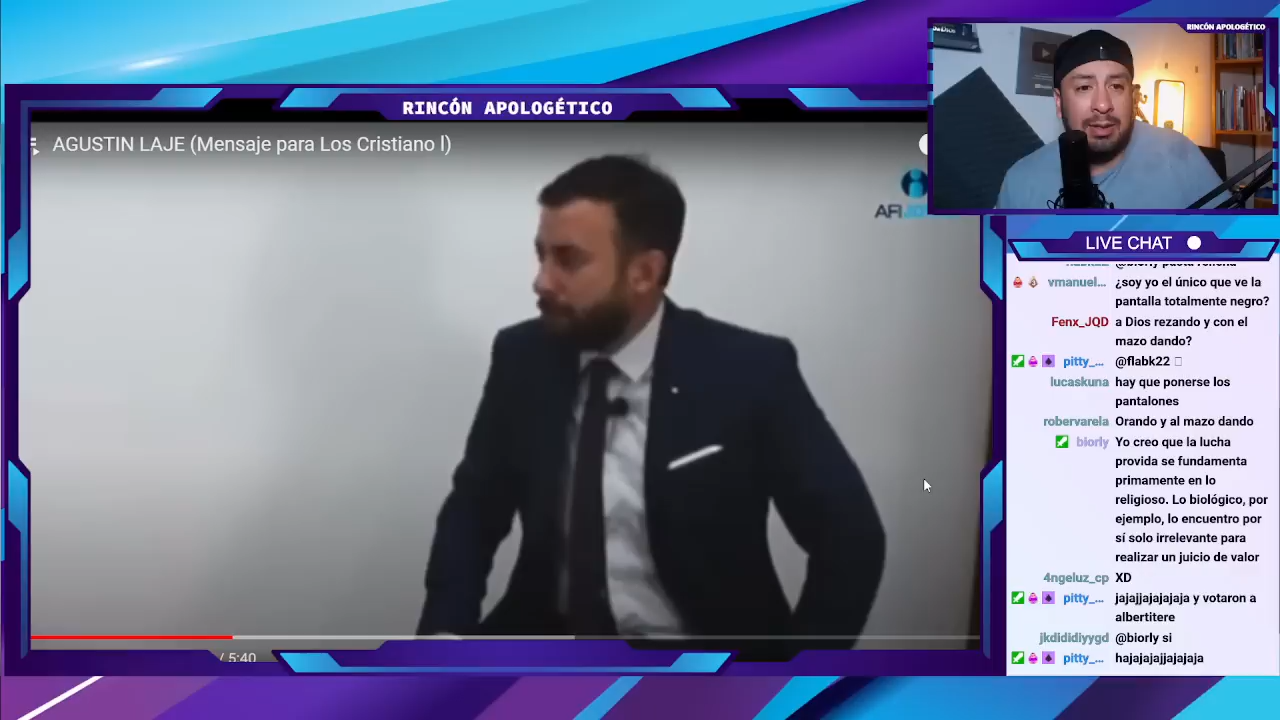 RINCÓN APOLOGÉTICO
RINCÓN APOLOGÉTICO
AGUSTIN LAJE (Mensaje para Los Cristiano l)
AFI
/ 5:40
LIVE CHAT
vmanuel... ¿soy yo el único que ve la
pantalla totalmente negro?
Fenx_JQD a Dios rezando y con el
mazo dando?
pitty_... @flabk22
lucaskuna hay que ponerse los
pantalones
robervarela Orando y al mazo dando
biorly Yo creo que la lucha
provida se fundamenta
primamente en lo
religioso. Lo biológico, por
ejemplo, lo encuentro por
sí solo irrelevante para
realizar un juicio de valor
4ngeluz_cp XD
pitty_... jajajjajajajaja y votaron a
albertitere
jkdididiyygd @biorly si
pitty_... hajajajajjajajaja